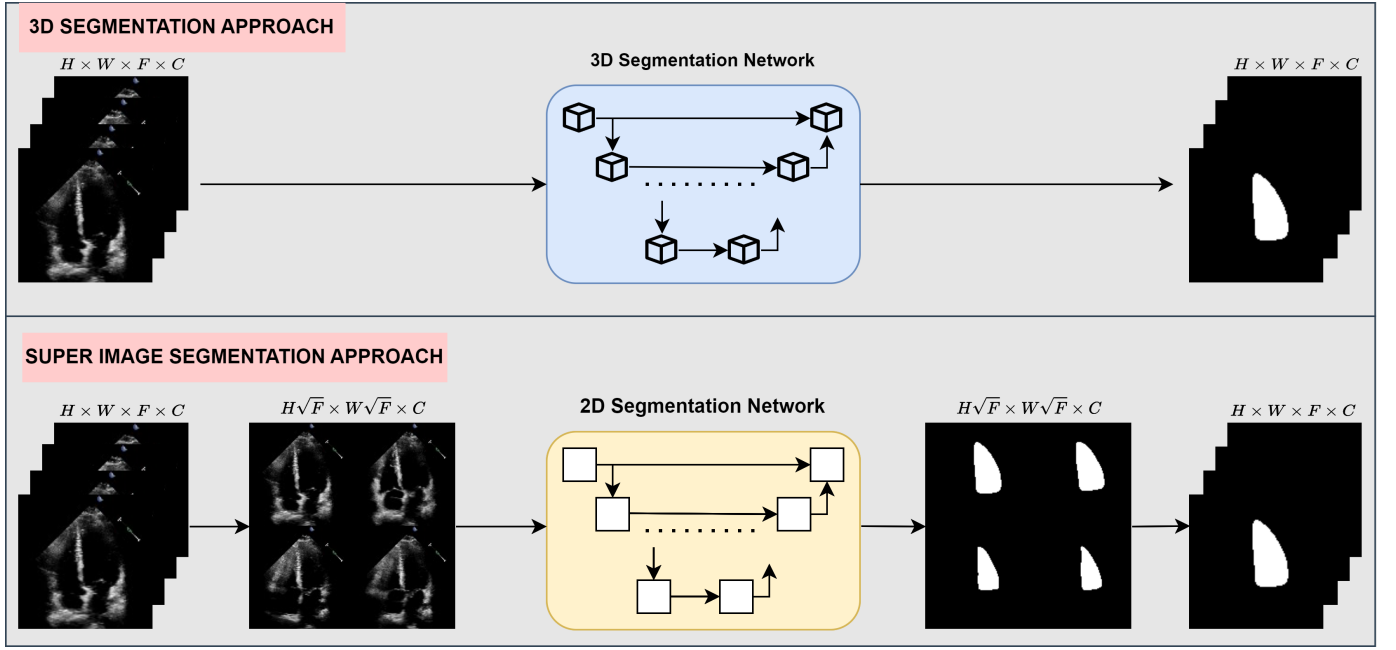 3D SEGMENTATION APPROACH
H × W × F × C
3D Segmentation Network
H × W × F × C
SUPER IMAGE SEGMENTATION APPROACH
H × W × F × C
H√F × W√F × C
2D Segmentation Network
H√F × W√F × C
H × W × F × C